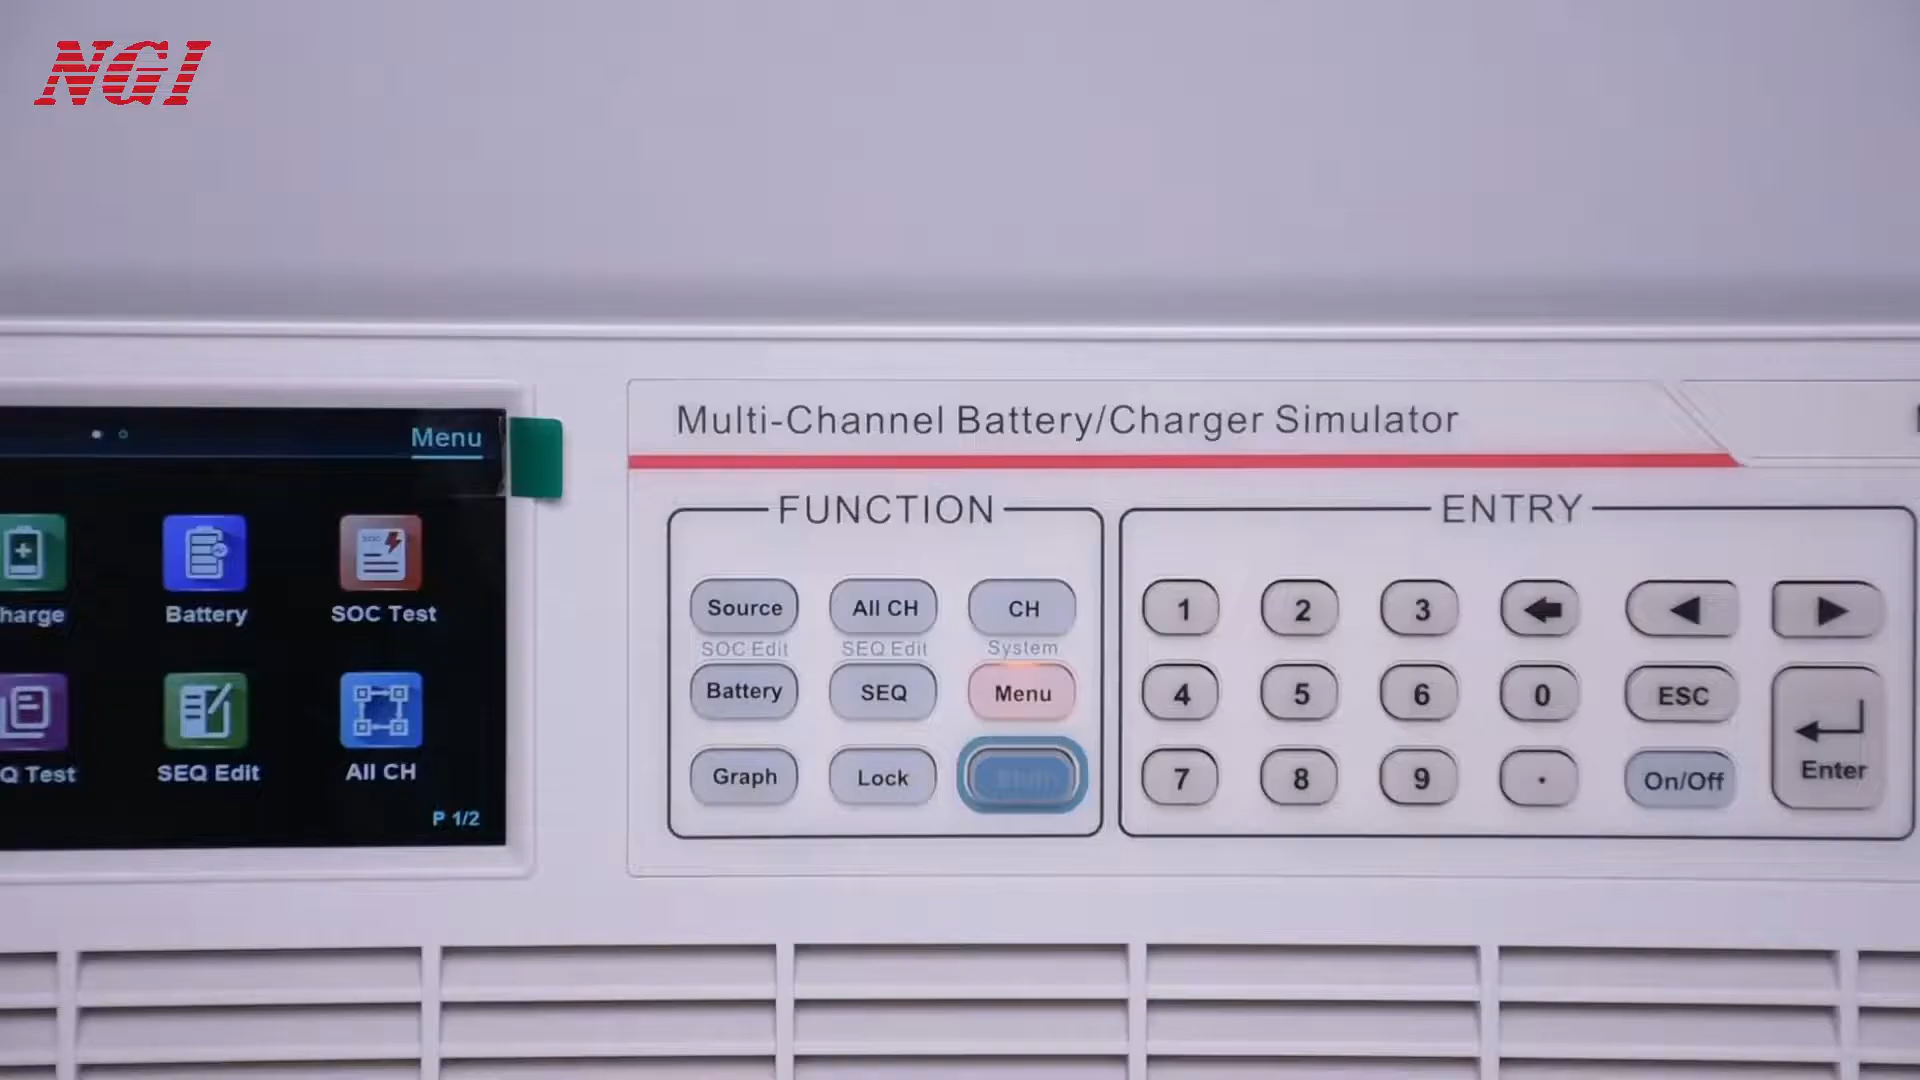 NGI
Menu
Multi-Channel Battery/Charger Simulator
harge
Battery
SOC Test
Q Test
SEQ Edit
All CH
P 1/2
FUNCTION
Source
All CH
CH
SOC Edit
SEQ Edit
System
Battery
SEQ
Menu
Graph
Lock
ENTRY
1
2
3
4
5
6
0
ESC
7
8
9
.
On/Off
Enter